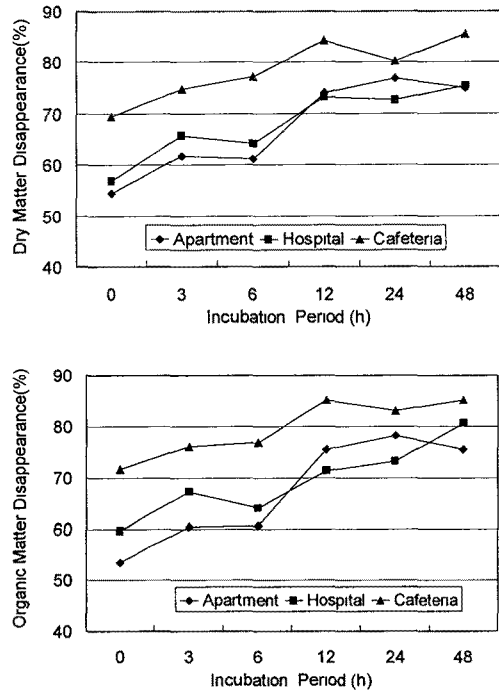 Dry Matter Disappearance(%)
90
80
70
60
50
40
Apartment Hospital Cafeteria
0 3 6 12 24 48
Incubation Period (h)
Organic Matter Disappearance(%)
90
80
70
60
50
40
Apartment Hospital Cafeteria
0 3 6 12 24 48
Incubation Period (h)